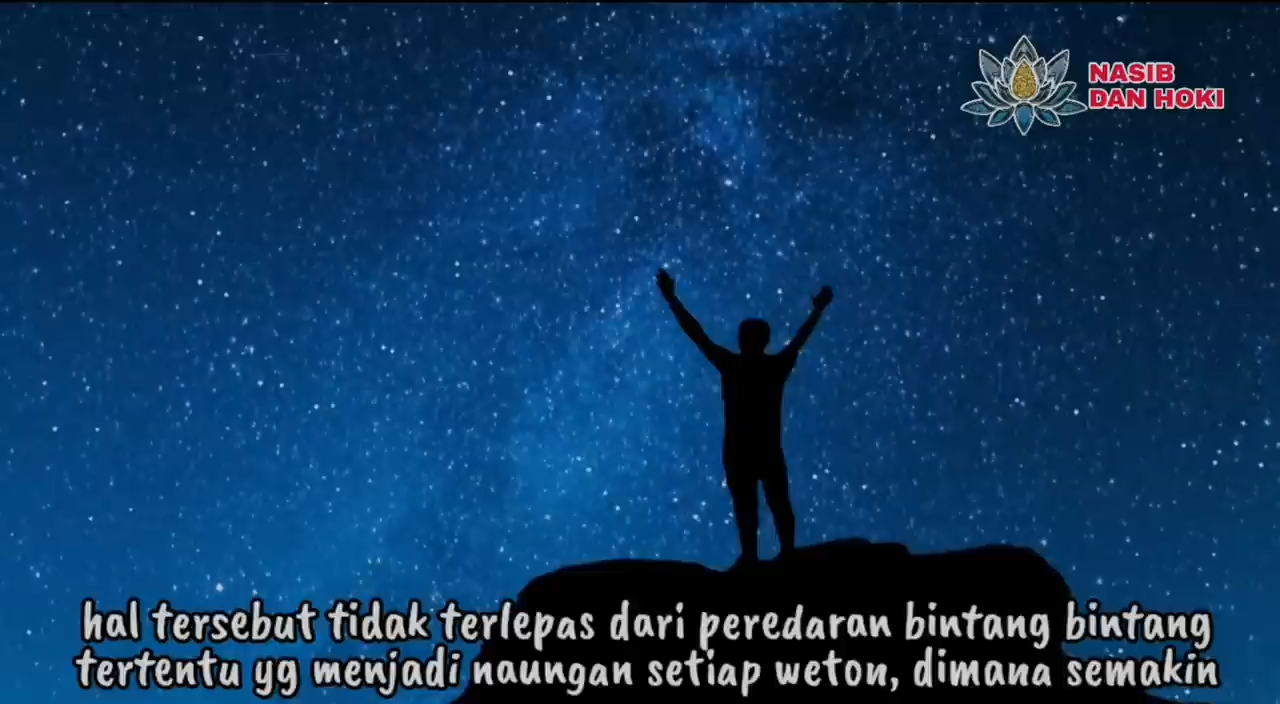 NASIB
DAN HOKI
hal tersebut tidak terlepas dari peredaran bintang bintang
tertentu yg menjadi naungan setiap weton, dimana semakin